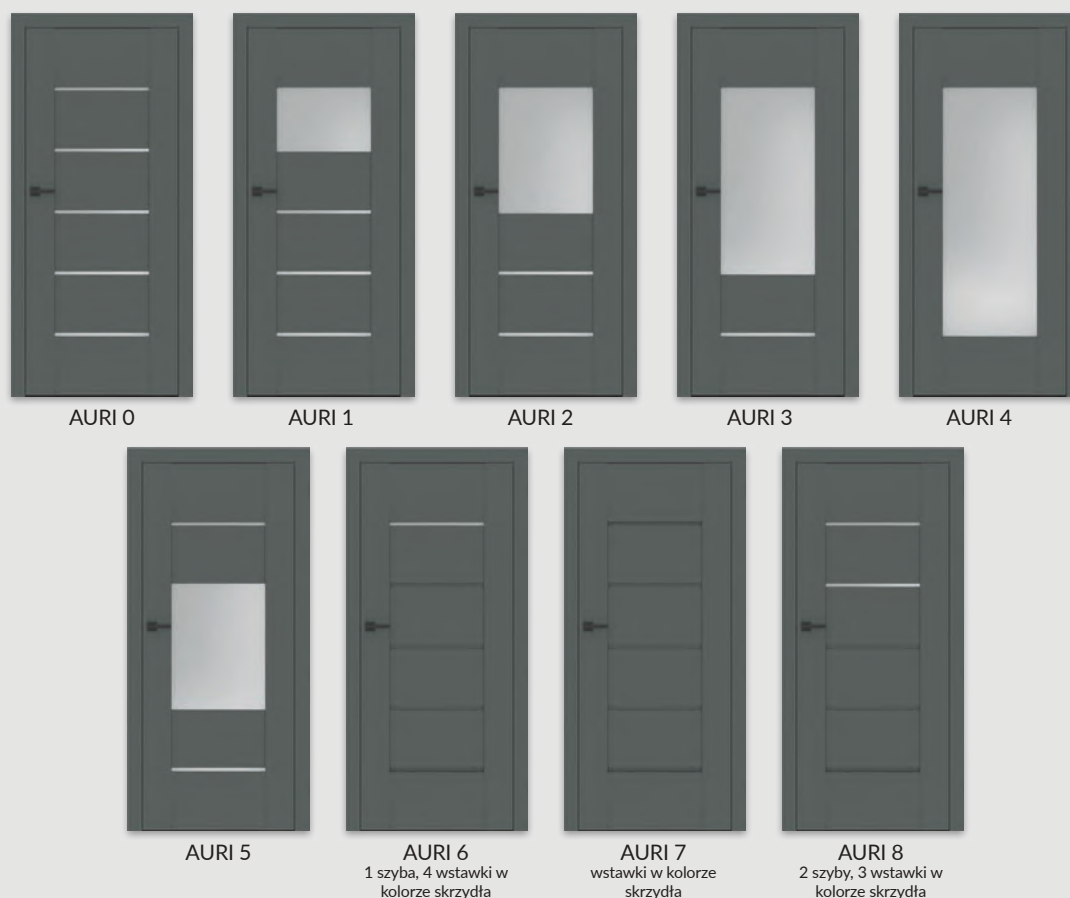 AURI 0
AURI 1
AURI 2
AURI 3
AURI 4
AURI 5
AURI 6
1 szyba, 4 wstawki w
kolorze skrzydła
AURI 7
wstawki w kolorze
skrzydła
AURI 8
2 szyby, 3 wstawki w
kolorze skrzydła